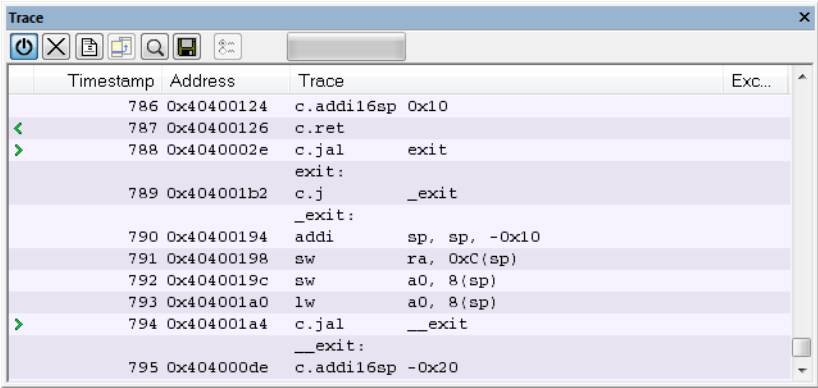 Trace
Timestamp Address Trace Exc...
786 0x40400124 c.addi16sp 0x10
787 0x40400126 c.ret
788 0x4040002e c.jal exit
exit:
789 0x404001b2 c.j _exit
_exit:
790 0x40400194 addi sp, sp, -0x10
791 0x40400198 sw ra, 0xC(sp)
792 0x4040019c sw a0, 8(sp)
793 0x404001a0 lw a0, 8(sp)
794 0x404001a4 c.jal __exit
__exit:
795 0x404000de c.addi16sp -0x20